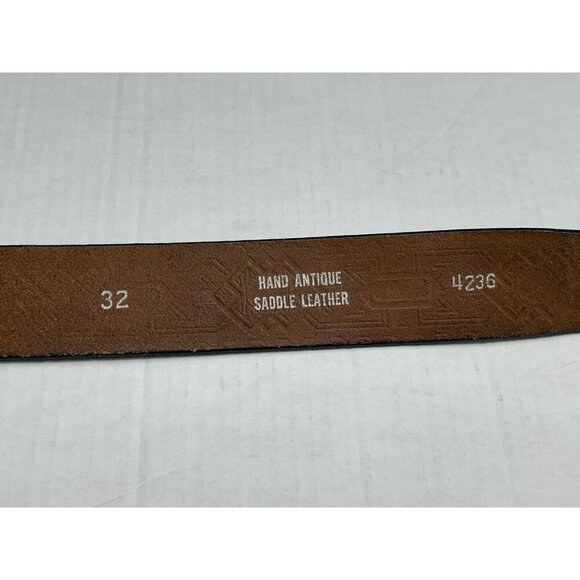 32
HAND ANTIQUE
SADDLE LEATHER
4236